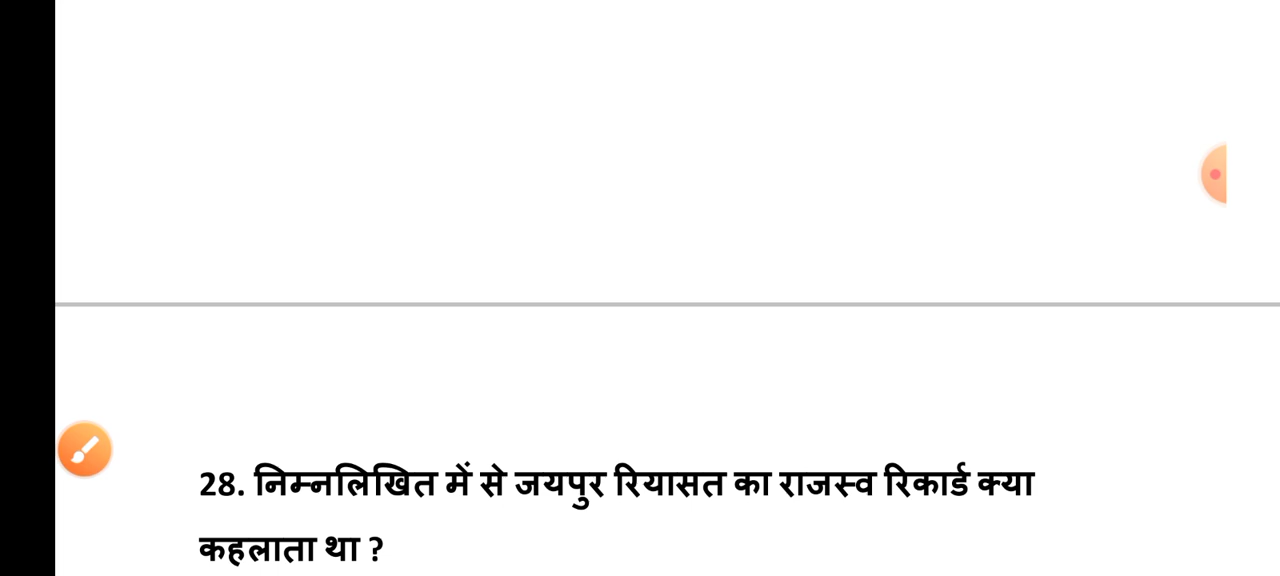 28. निम्नलिखित में से जयपुर रियासत का राजस्व रिकार्ड क्या
कहलाता था ?